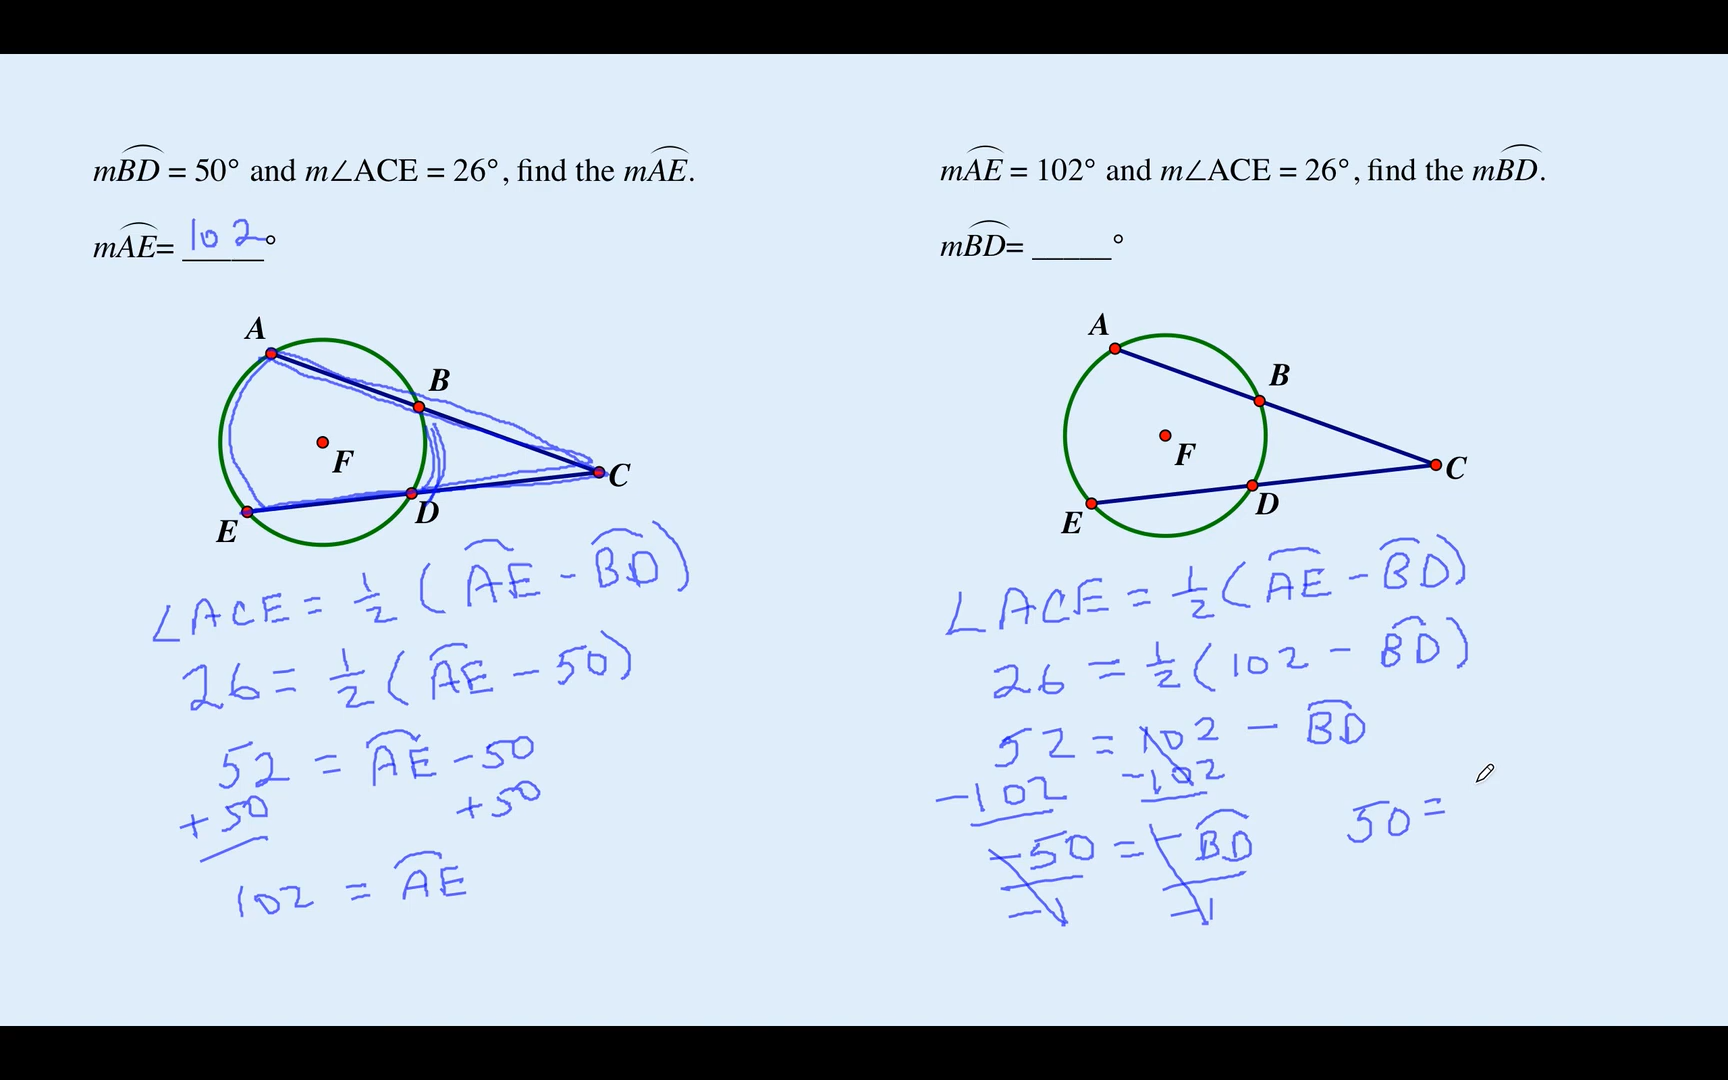 mBD = 50° and m∠ACE = 26°, find the mAE.
mAE= 102°
A
B
F
C
E
D
∠ACE = 1/2 (AE - BD)
26 = 1/2 (AE - 50)
52 = AE - 50
+50 +50
102 = AE
mAE = 102° and m∠ACE = 26°, find the mBD.
mBD= _____°
A
B
F
C
E
D
∠ACE = 1/2 (AE - BD)
26 = 1/2 (102 - BD)
52 = 102 - BD
-102 -102
-50 = -BD
-1 -1
50 =